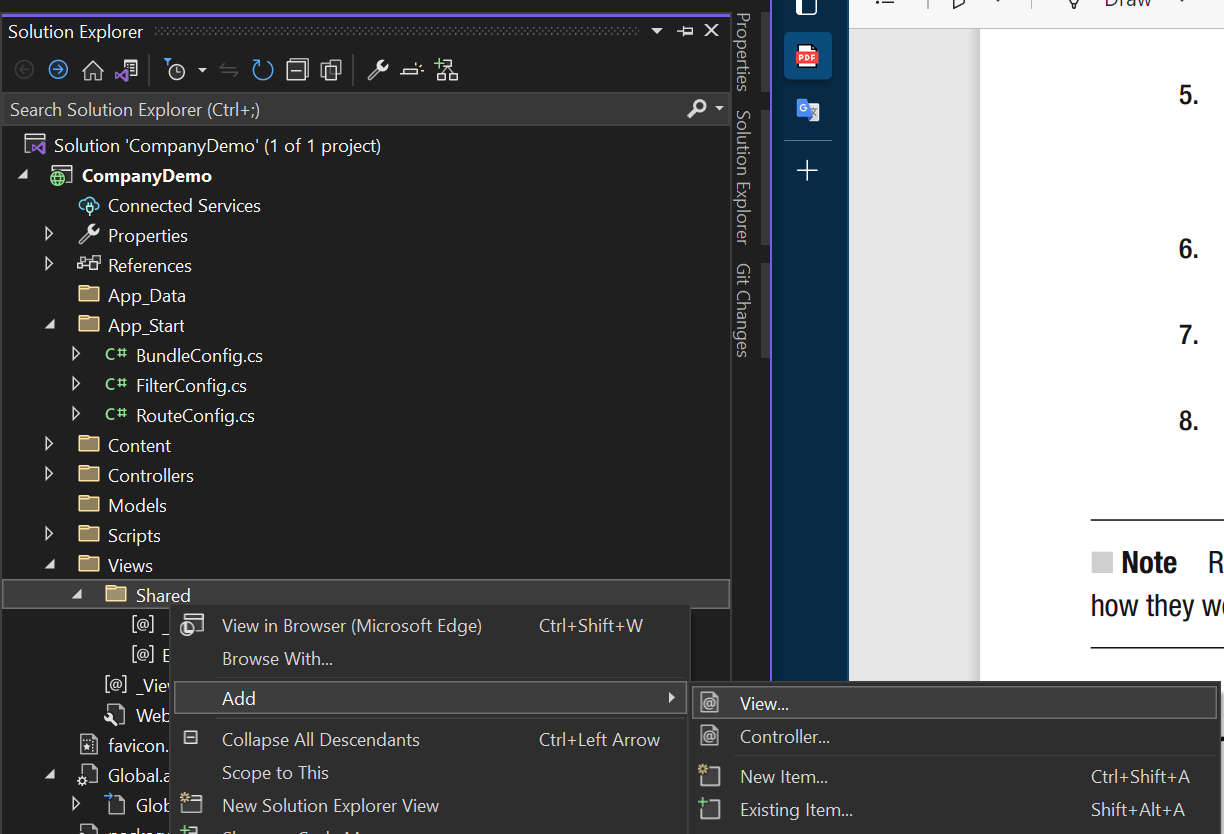 Solution Explorer
Search Solution Explorer (Ctrl+;)
Solution 'CompanyDemo' (1 of 1 project)
CompanyDemo
Connected Services
Properties
References
App_Data
App_Start
C# BundleConfig.cs
C# FilterConfig.cs
C# RouteConfig.cs
Content
Controllers
Models
Scripts
Views
Shared
[@] _
[@] E
[@] _Vie
Web
favicon.
Global.a
Glob
View in Browser (Microsoft Edge) Ctrl+Shift+W
Browse With...
Add
Collapse All Descendants Ctrl+Left Arrow
Scope to This
New Solution Explorer View
View...
Controller...
New Item... Ctrl+Shift+A
Existing Item... Shift+Alt+A
Properties
Solution Explorer
Git Changes
PDF
Draw
5.
6.
7.
8.
Note R
how they we